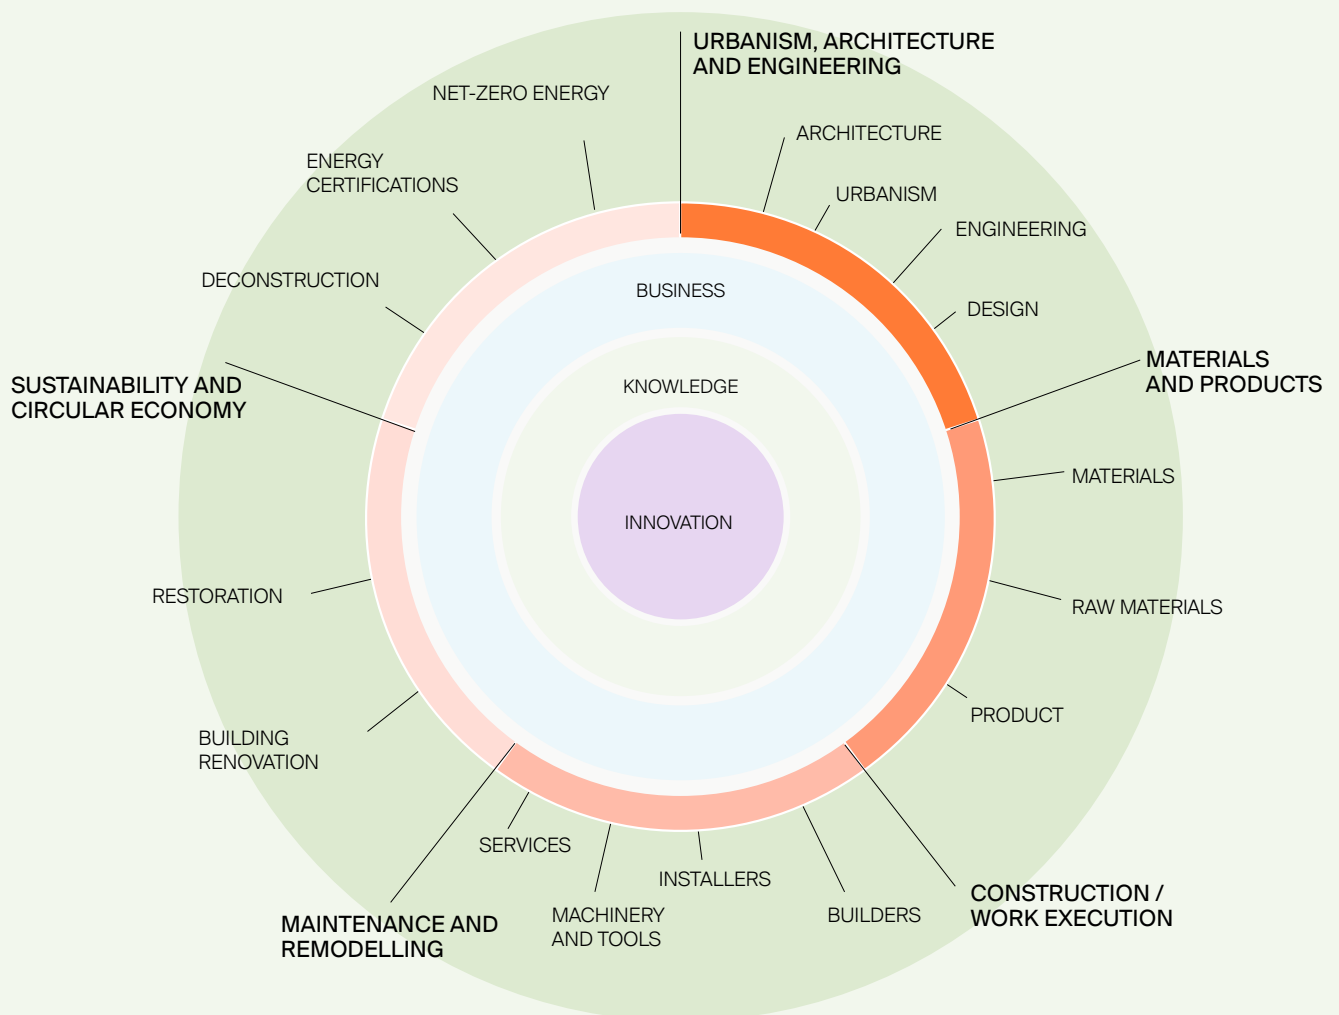 URBANISM, ARCHITECTURE
AND ENGINEERING
ARCHITECTURE
URBANISM
ENGINEERING
DESIGN
MATERIALS
AND PRODUCTS
MATERIALS
RAW MATERIALS
PRODUCT
CONSTRUCTION /
WORK EXECUTION
BUILDERS
INSTALLERS
MACHINERY
AND TOOLS
SERVICES
MAINTENANCE AND
REMODELLING
BUILDING
RENOVATION
RESTORATION
SUSTAINABILITY AND
CIRCULAR ECONOMY
DECONSTRUCTION
ENERGY
CERTIFICATIONS
NET-ZERO ENERGY
BUSINESS
KNOWLEDGE
INNOVATION